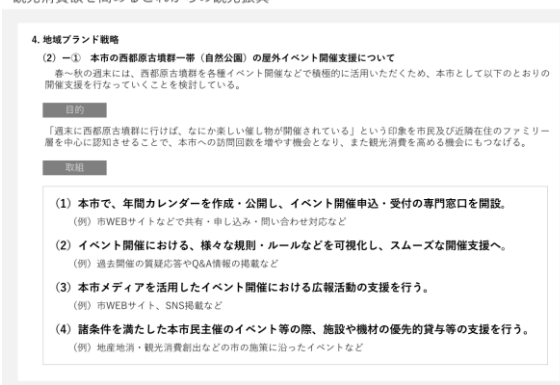 観光消費額を高めるこれからの観光振興
4. 地域ブランド戦略
(2) ー① 本市の西都原古墳群一帯（自然公園）の屋外イベント開催支援について
春〜秋の週末には、西都原古墳群を各種イベント開催などで積極的に活用いただくため、本市として以下のとおりの
開催支援を行なっていくことを検討している。
目的
「週末に西都原古墳群に行けば、なにか楽しい催し物が開催されている」という印象を市民及び近隣在住のファミリー
層を中心に認知させることで、本市への訪問回数を増やす機会となり、また観光消費を高める機会にもつなげる。
取組
(1) 本市で、年間カレンダーを作成・公開し、イベント開催申込・受付の専門窓口を開設。
(例) 市WEBサイトなどで共有・申し込み・問い合わせ対応など
(2) イベント開催における、様々な規則・ルールなどを可視化し、スムーズな開催支援へ。
(例) 過去開催の質疑応答やQ&A情報の掲載など
(3) 本市メディアを活用したイベント開催における広報活動の支援を行う。
(例) 市WEBサイト、SNS掲載など
(4) 諸条件を満たした本市民主催のイベント等の際、施設や機材の優先的貸与等の支援を行う。
(例) 地産地消・観光消費創出などの市の施策に沿ったイベントなど